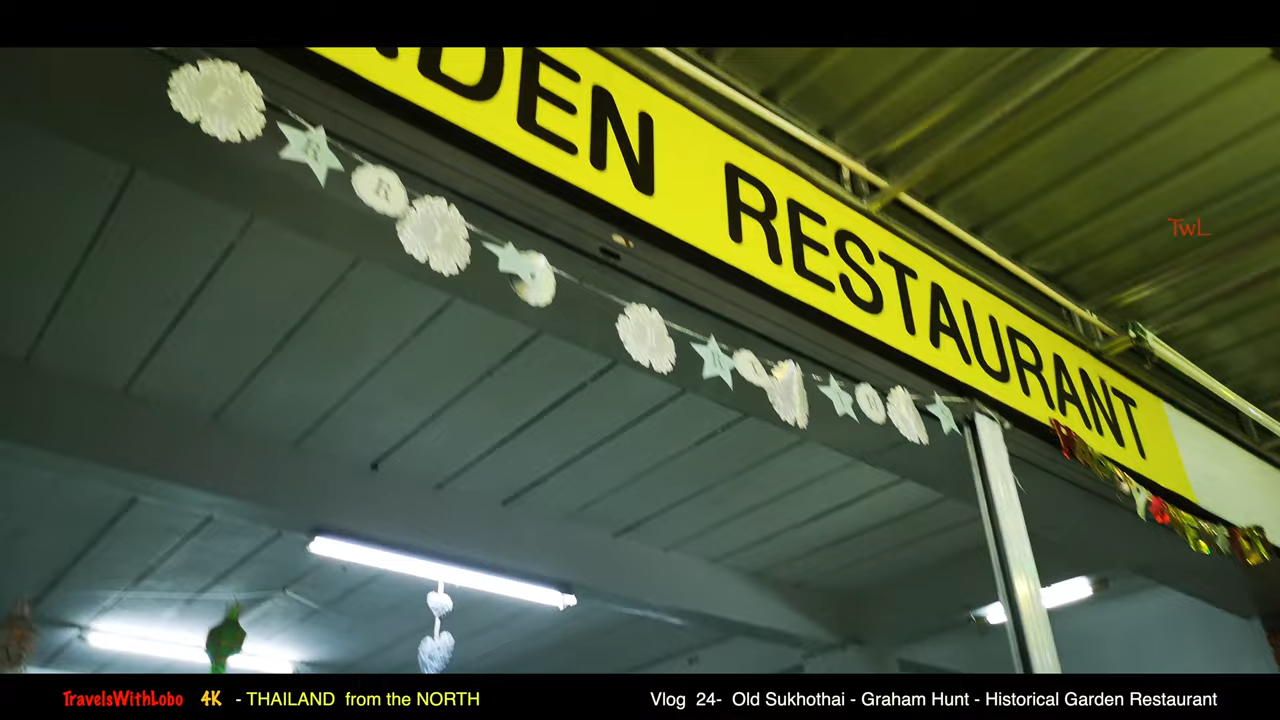 DEN RESTAURANT
TwL
TravelsWithLobo 4K - THAILAND from the NORTH
Vlog 24- Old Sukhothai - Graham Hunt - Historical Garden Restaurant